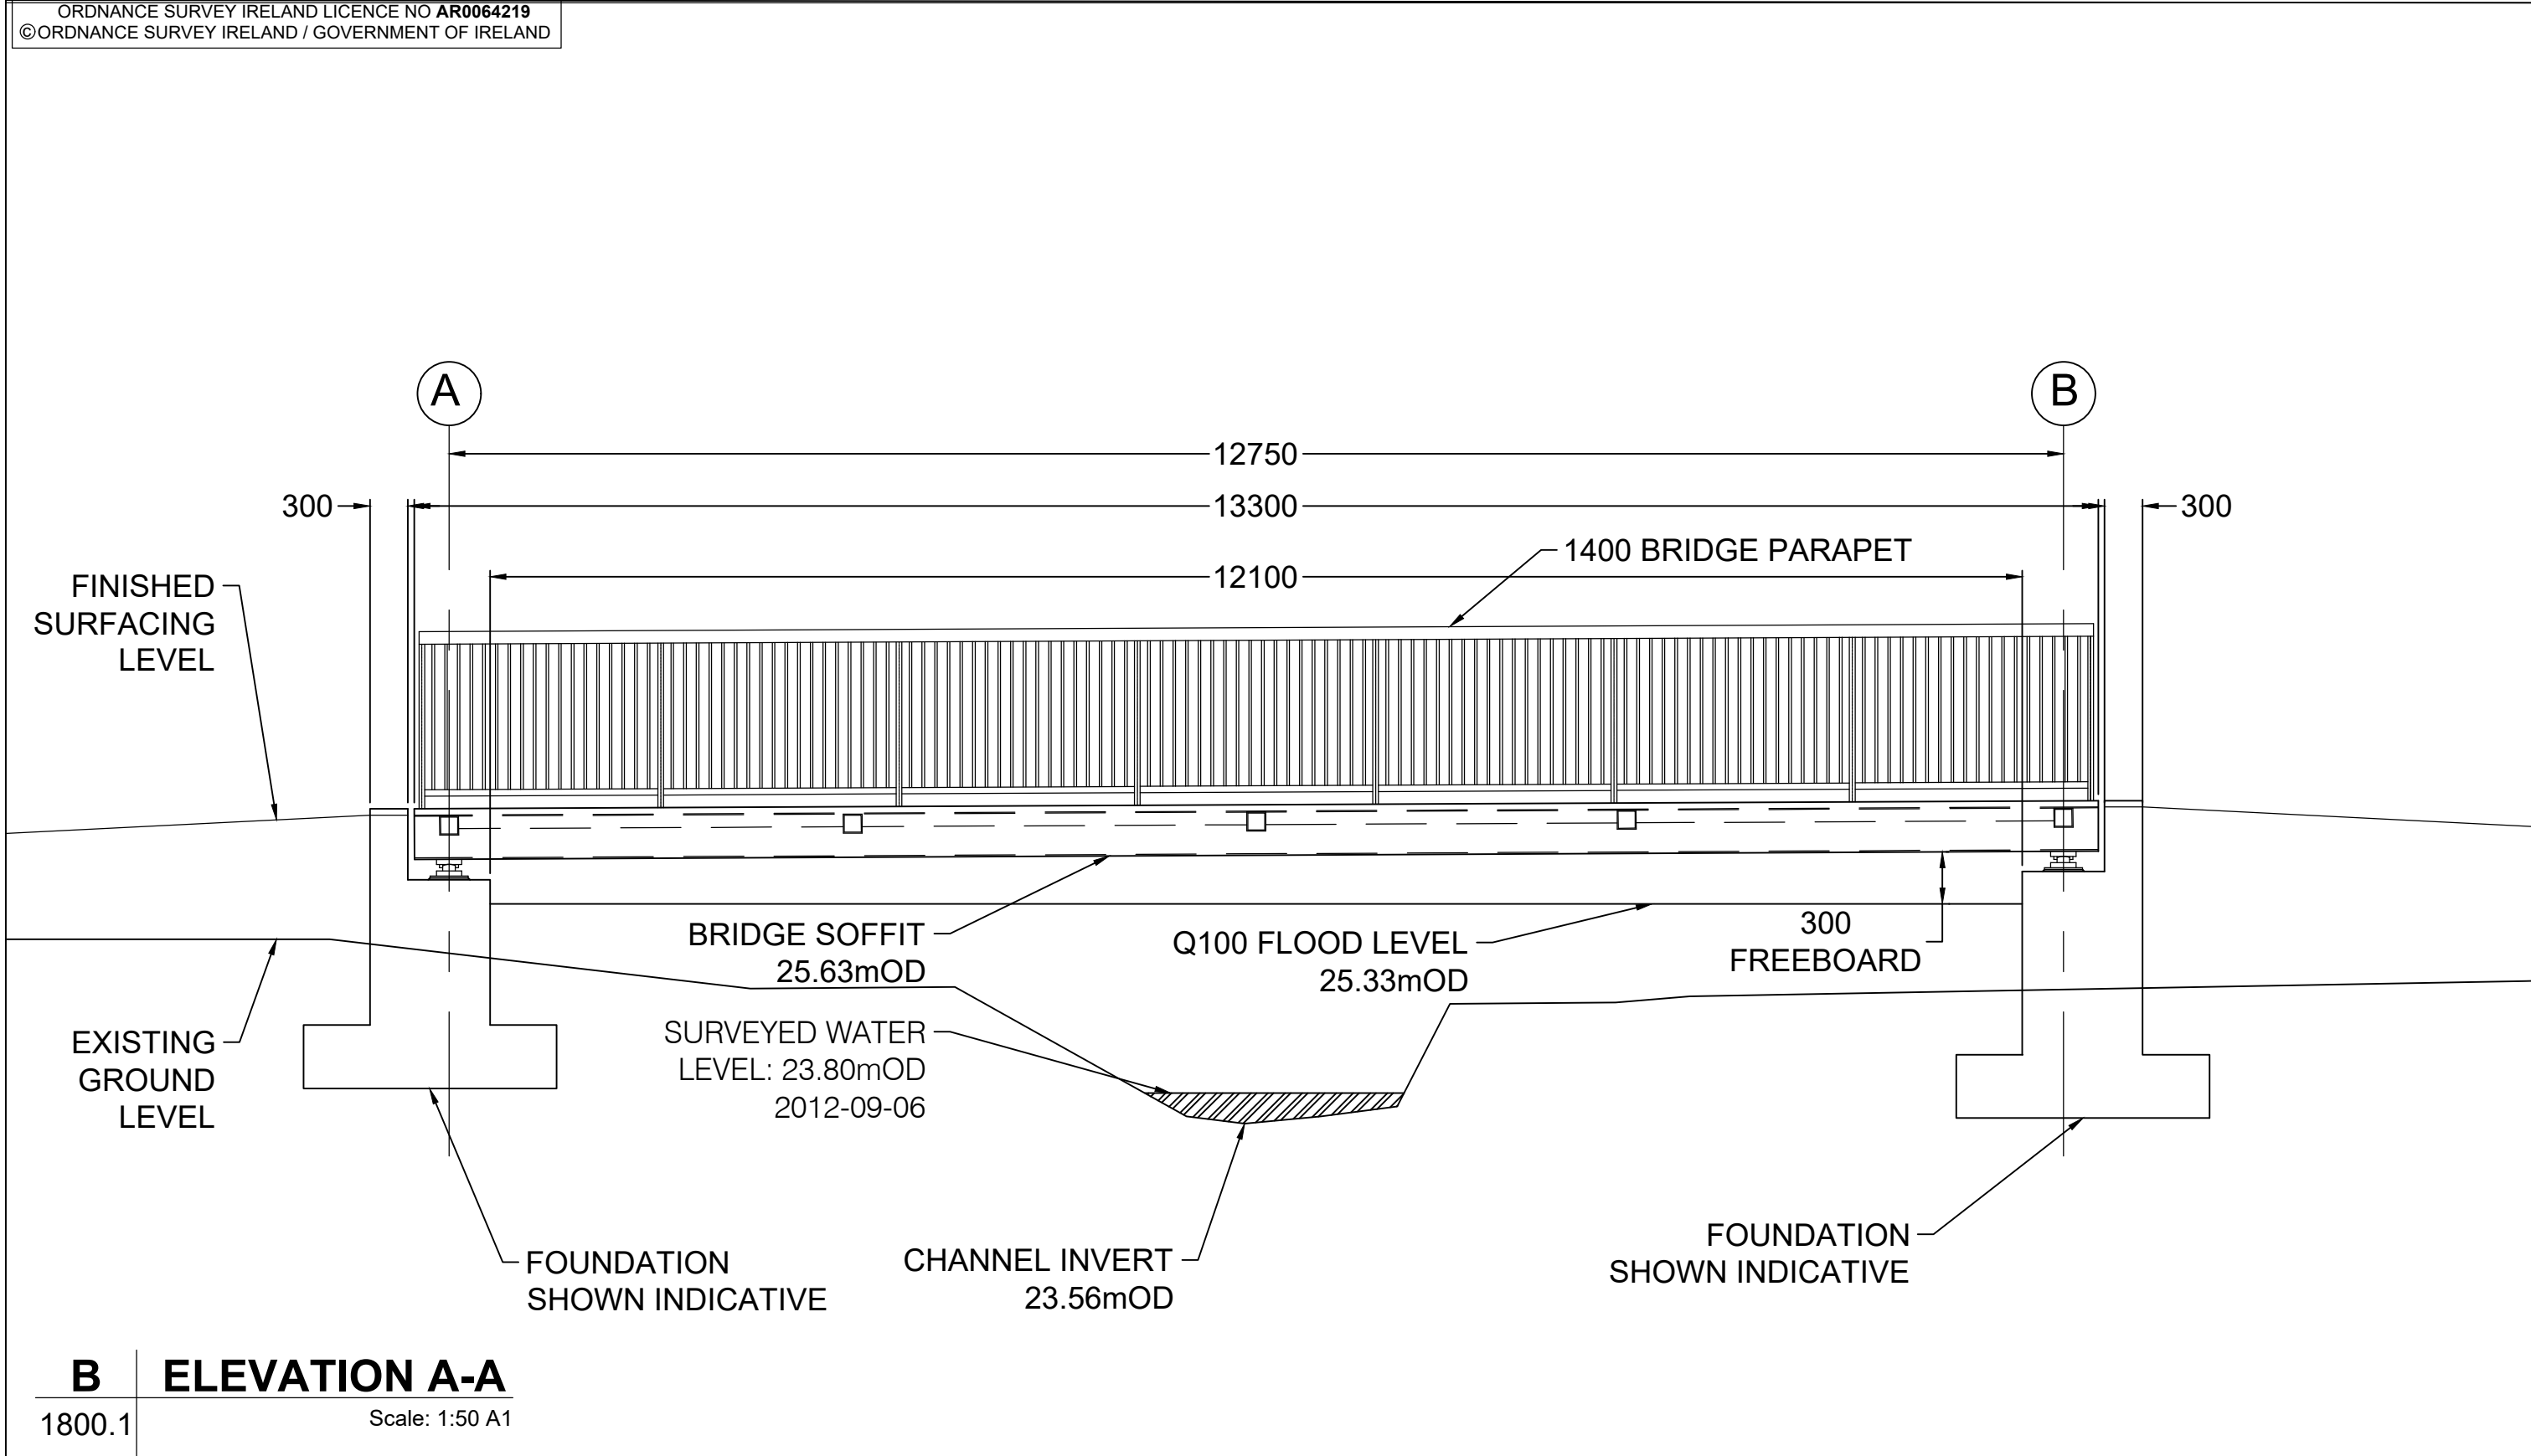 ORDNANCE SURVEY IRELAND LICENCE NO AR0064219
©ORDNANCE SURVEY IRELAND / GOVERNMENT OF IRELAND
A
B
12750
300
13300
300
1400 BRIDGE PARAPET
12100
FINISHED
SURFACING
LEVEL
BRIDGE SOFFIT
25.63mOD
Q100 FLOOD LEVEL
25.33mOD
300
FREEBOARD
EXISTING
GROUND
LEVEL
SURVEYED WATER
LEVEL: 23.80mOD
2012-09-06
FOUNDATION
SHOWN INDICATIVE
CHANNEL INVERT
23.56mOD
FOUNDATION
SHOWN INDICATIVE
B
ELEVATION A-A
1800.1
Scale: 1:50 A1